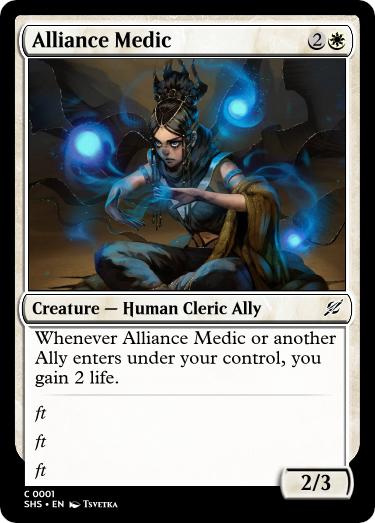 Alliance Medic 2
Creature — Human Cleric Ally
Whenever Alliance Medic or another
Ally enters under your control, you
gain 2 life.
ft
ft
ft
2/3
C 0001
SHS • EN Tsvetka